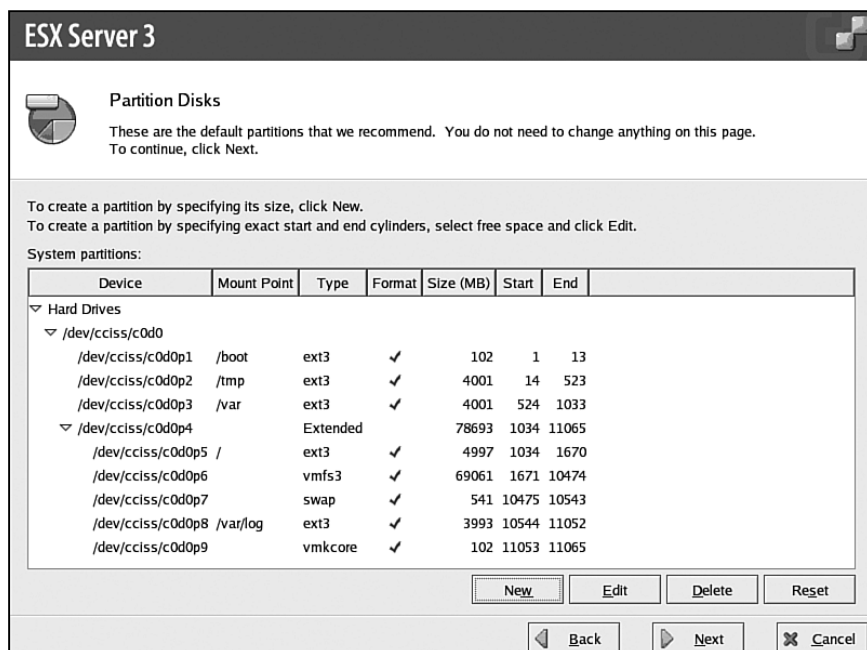 ESX Server 3
Partition Disks
These are the default partitions that we recommend. You do not need to change anything on this page.
To continue, click Next.
To create a partition by specifying its size, click New.
To create a partition by specifying exact start and end cylinders, select free space and click Edit.
System partitions:
Device Mount Point Type Format Size (MB) Start End
Hard Drives
/dev/cciss/c0d0
/dev/cciss/c0d0p1 /boot ext3 ✓ 102 1 13
/dev/cciss/c0d0p2 /tmp ext3 ✓ 4001 14 523
/dev/cciss/c0d0p3 /var ext3 ✓ 4001 524 1033
/dev/cciss/c0d0p4 Extended 78693 1034 11065
/dev/cciss/c0d0p5 / ext3 ✓ 4997 1034 1670
/dev/cciss/c0d0p6 vmfs3 ✓ 69061 1671 10474
/dev/cciss/c0d0p7 swap ✓ 541 10475 10543
/dev/cciss/c0d0p8 /var/log ext3 ✓ 3993 10544 11052
/dev/cciss/c0d0p9 vmkcore ✓ 102 11053 11065
New Edit Delete Reset
Back Next Cancel